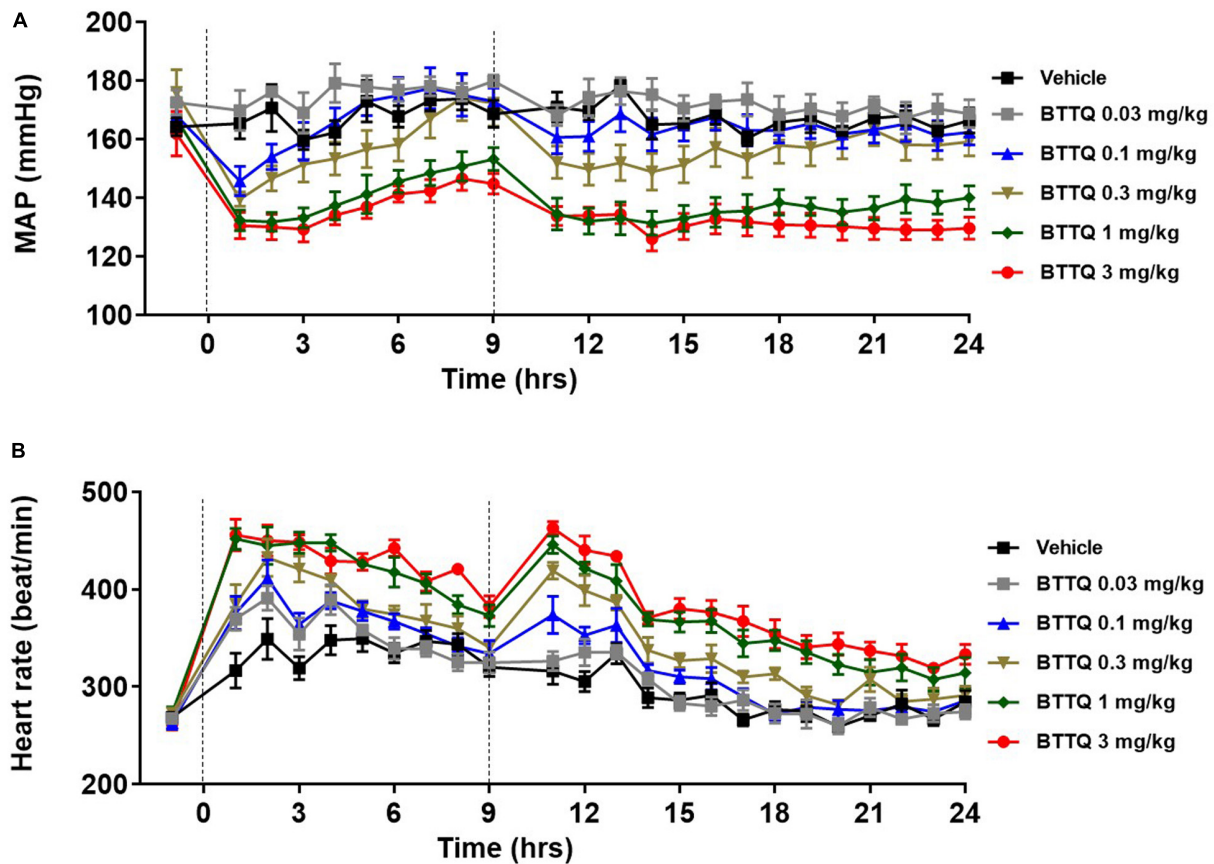 A
MAP (mmHg)
200
180
160
140
120
100
0 3 6 9 12 15 18 21 24
Time (hrs)
Vehicle
BTTQ 0.03 mg/kg
BTTQ 0.1 mg/kg
BTTQ 0.3 mg/kg
BTTQ 1 mg/kg
BTTQ 3 mg/kg
B
Heart rate (beat/min)
500
400
300
200
0 3 6 9 12 15 18 21 24
Time (hrs)
Vehicle
BTTQ 0.03 mg/kg
BTTQ 0.1 mg/kg
BTTQ 0.3 mg/kg
BTTQ 1 mg/kg
BTTQ 3 mg/kg